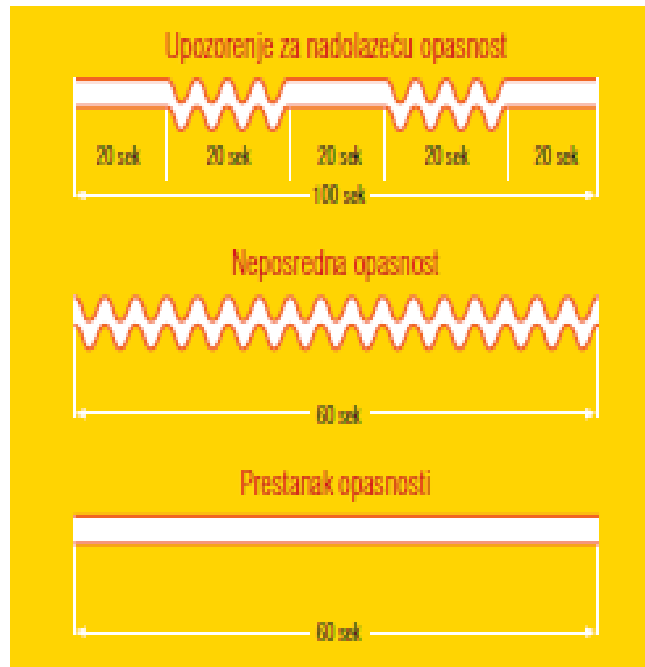 Upozorenje za nadolazeću opasnost
20 sek 20 sek 20 sek 20 sek 20 sek
100 sek
Neposredna opasnost
60 sek
Prestanak opasnosti
60 sek